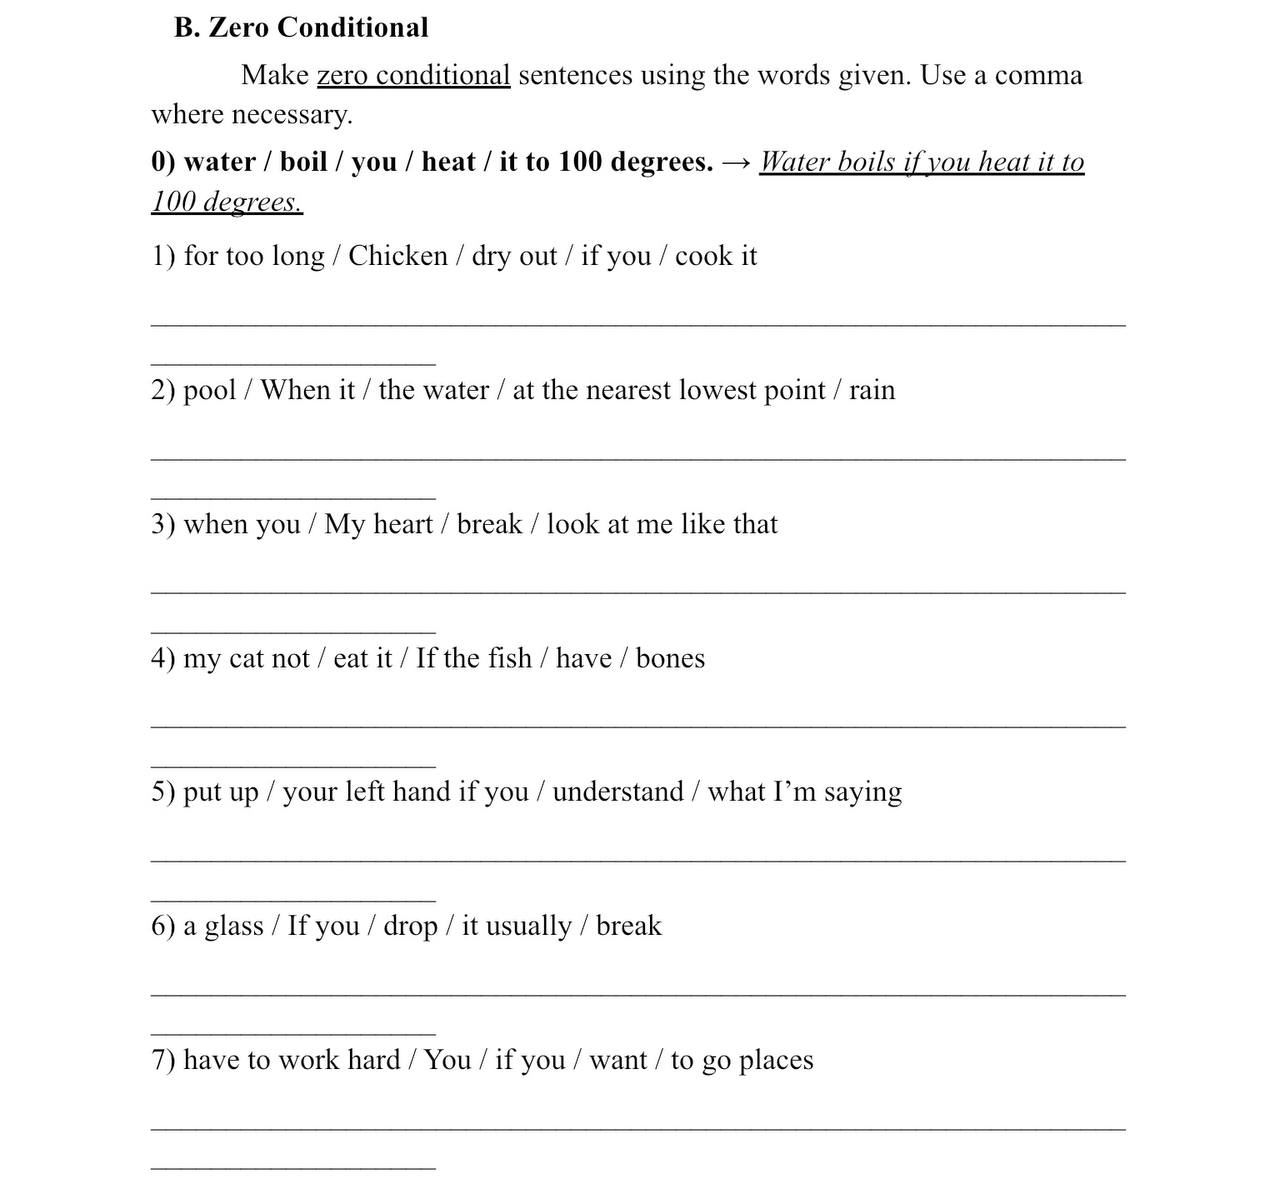 B. Zero Conditional
Make zero conditional sentences using the words given. Use a comma
where necessary.
0) water / boil / you / heat / it to 100 degrees. → Water boils if you heat it to
100 degrees.
1) for too long / Chicken / dry out / if you / cook it
2) pool / When it / the water / at the nearest lowest point / rain
3) when you / My heart / break / look at me like that
4) my cat not / eat it / If the fish / have / bones
5) put up / your left hand if you / understand / what I’m saying
6) a glass / If you / drop / it usually / break
7) have to work hard / You / if you / want / to go places